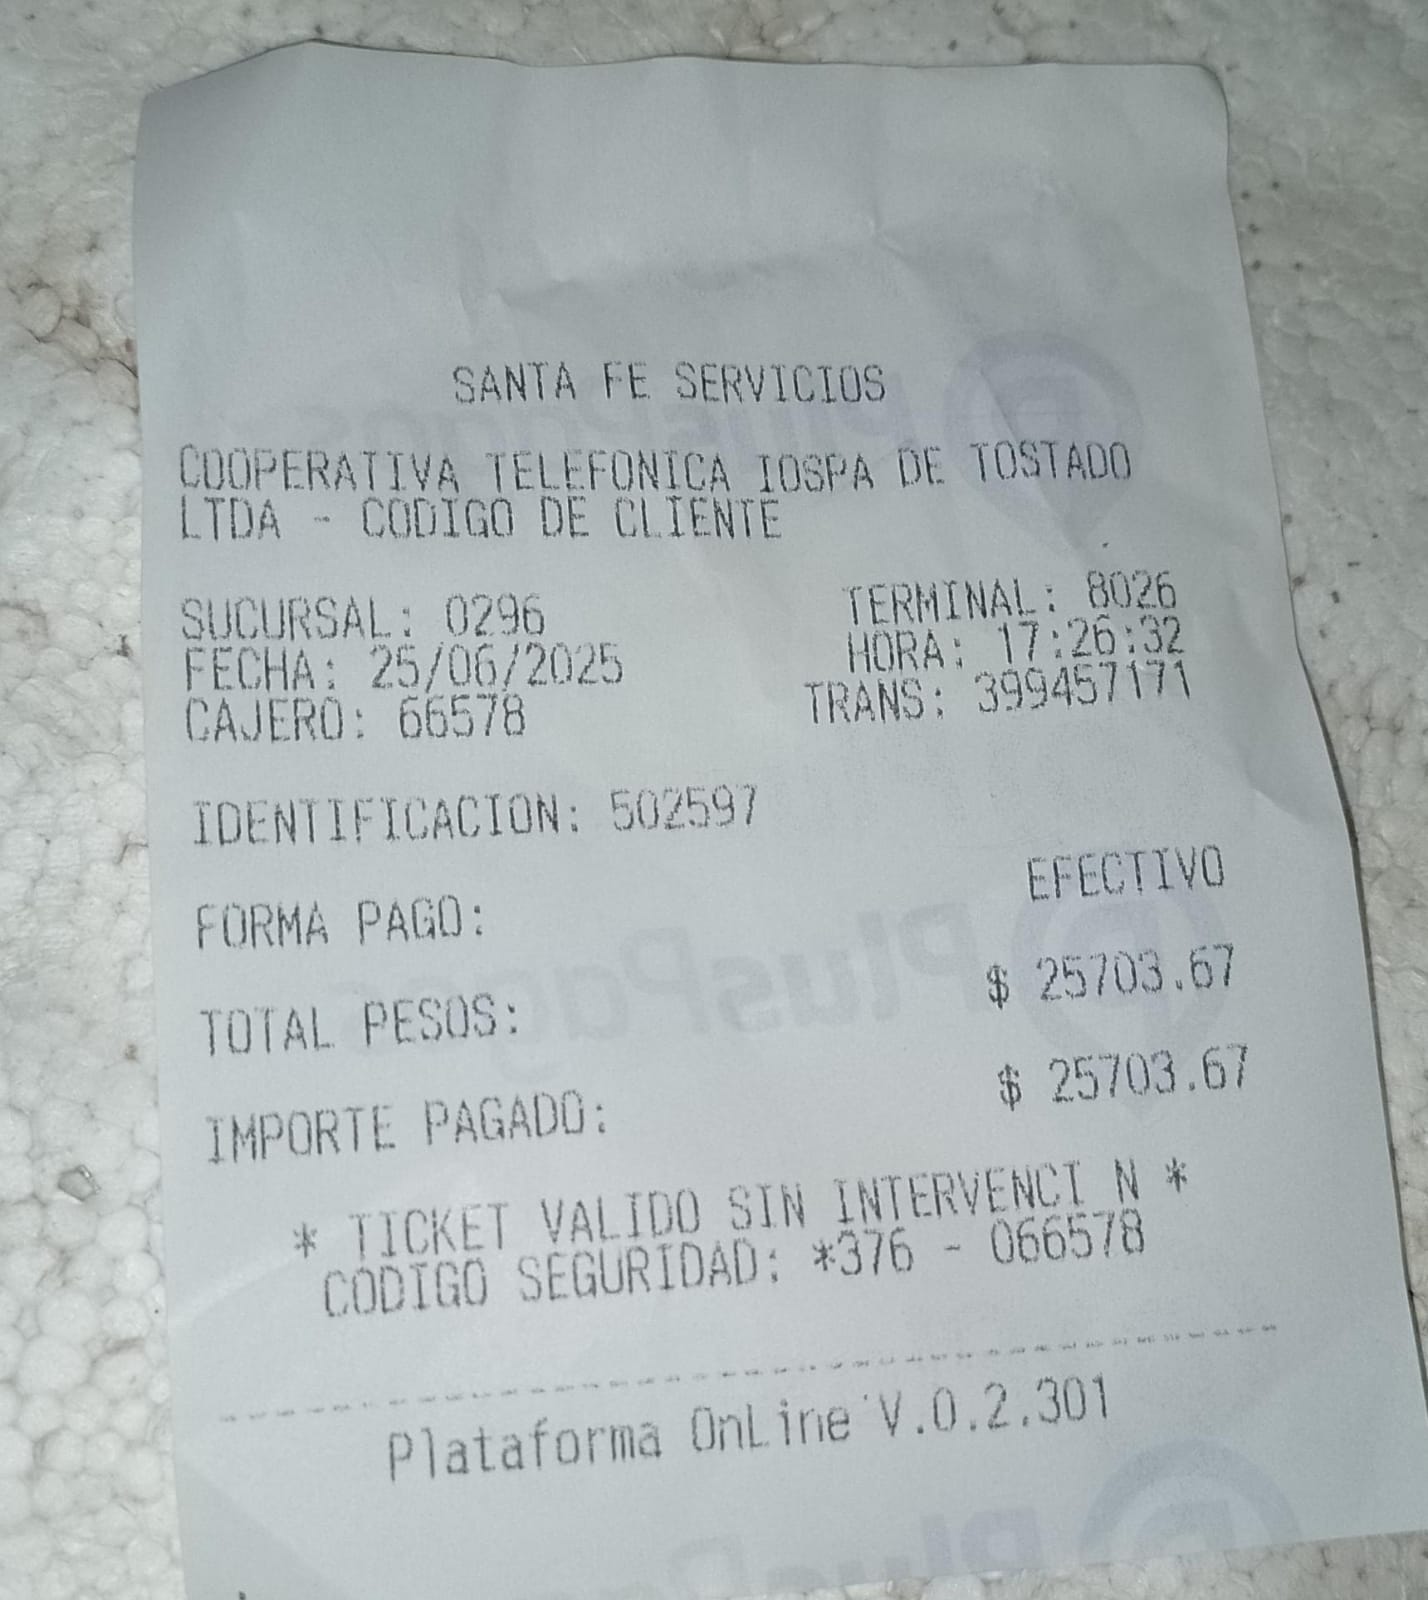 SANTA FE SERVICIOS
COOPERATIVA TELEFONICA IOSPA DE TOSTADO
LTDA - CODIGO DE CLIENTE
SUCURSAL: 0296 TERMINAL: 8026
FECHA: 25/06/2025 HORA: 17:26:32
CAJERO: 66578 TRANS: 399457171
IDENTIFICACION: 502597
FORMA PAGO: EFECTIVO
TOTAL PESOS: $ 25703.67
IMPORTE PAGADO: $ 25703.67
* TICKET VALIDO SIN INTERVENCI N *
CODIGO SEGURIDAD: *376 - 066578
Plataforma OnLine V.0.2.301